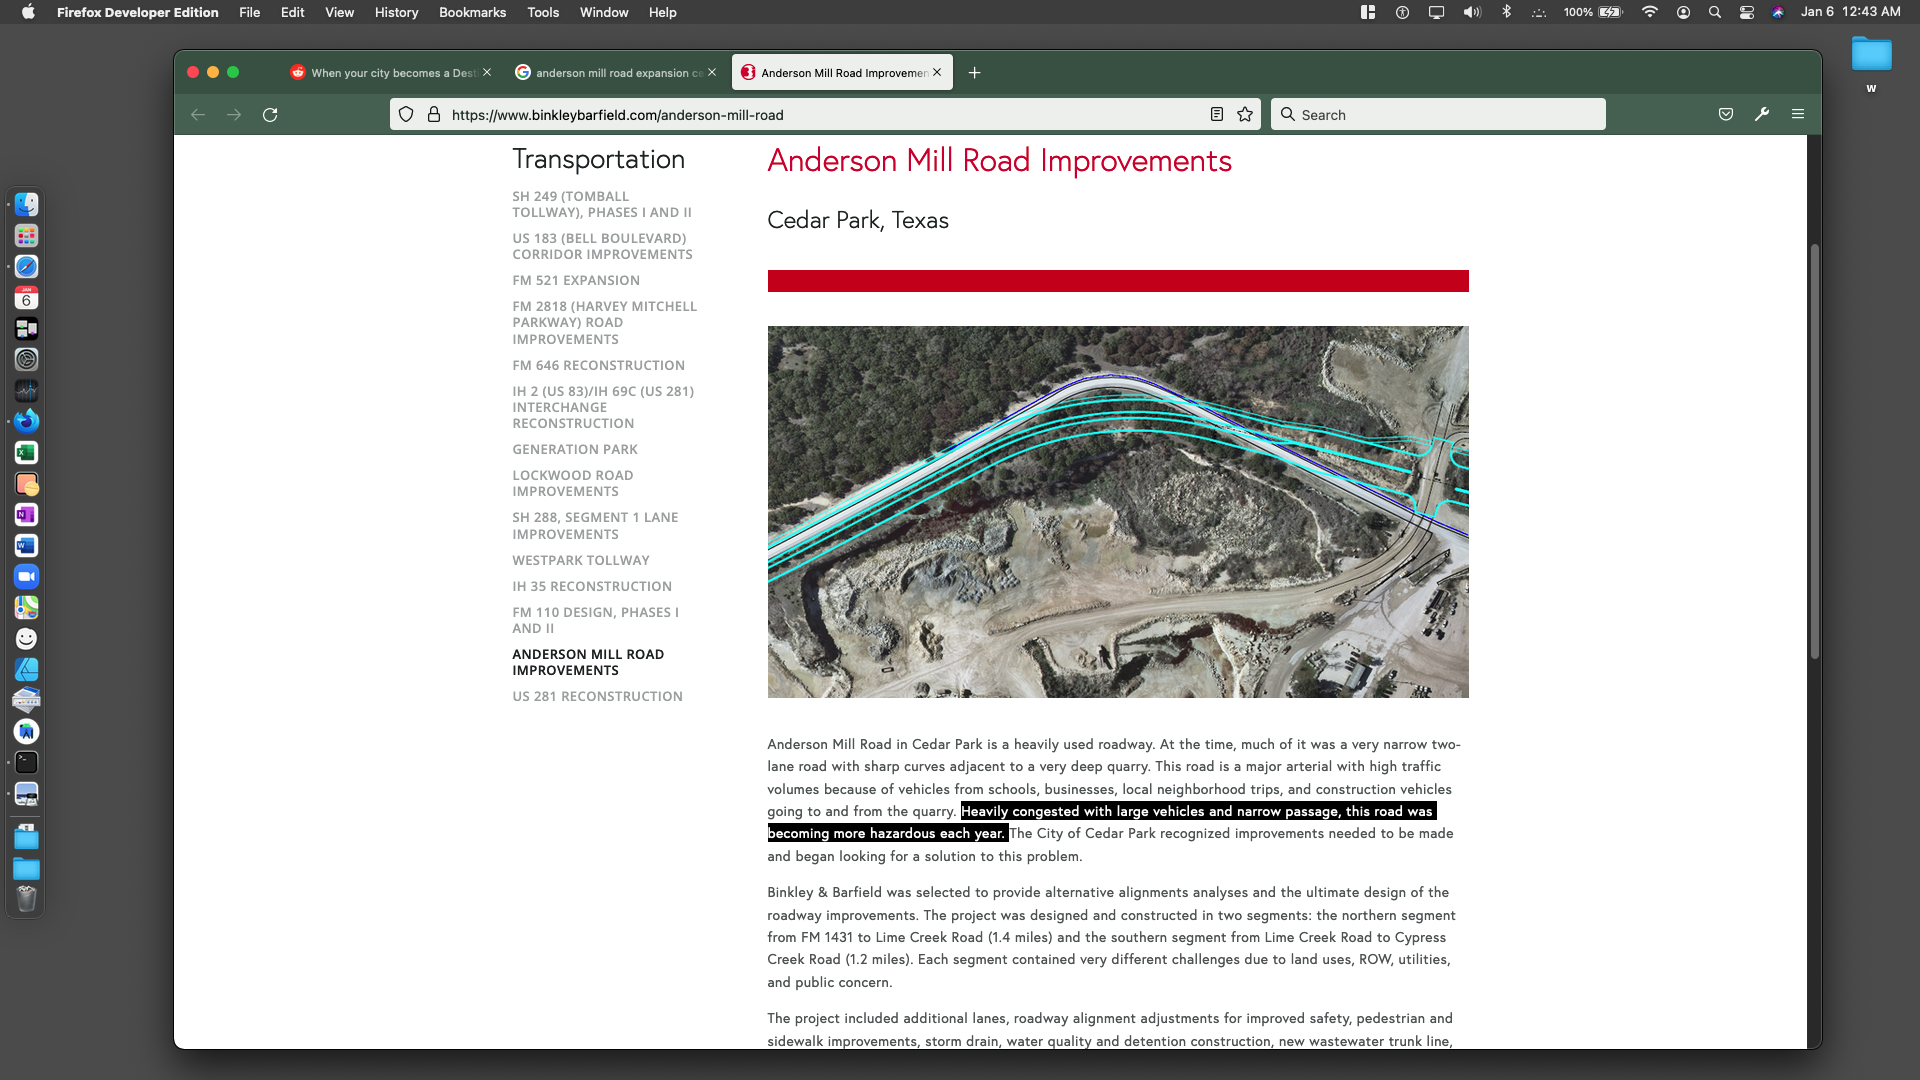 Firefox Developer Edition File Edit View History Bookmarks Tools Window Help 100% Jan 6 12:43 AM
When your city becomes a Dest
anderson mill road expansion ce
Anderson Mill Road Improvemen
https://www.binkleybarfield.com/anderson-mill-road
Search
w
Transportation
SH 249 (TOMBALL
TOLLWAY), PHASES I AND II
US 183 (BELL BOULEVARD)
CORRIDOR IMPROVEMENTS
FM 521 EXPANSION
FM 2818 (HARVEY MITCHELL
PARKWAY) ROAD
IMPROVEMENTS
FM 646 RECONSTRUCTION
IH 2 (US 83)/IH 69C (US 281)
INTERCHANGE
RECONSTRUCTION
GENERATION PARK
LOCKWOOD ROAD
IMPROVEMENTS
SH 288, SEGMENT 1 LANE
IMPROVEMENTS
WESTPARK TOLLWAY
IH 35 RECONSTRUCTION
FM 110 DESIGN, PHASES I
AND II
ANDERSON MILL ROAD
IMPROVEMENTS
US 281 RECONSTRUCTION
Anderson Mill Road Improvements
Cedar Park, Texas
Anderson Mill Road in Cedar Park is a heavily used roadway. At the time, much of it was a very narrow two-
lane road with sharp curves adjacent to a very deep quarry. This road is a major arterial with high traffic
volumes because of vehicles from schools, businesses, local neighborhood trips, and construction vehicles
going to and from the quarry. Heavily congested with large vehicles and narrow passage, this road was
becoming more hazardous each year. The City of Cedar Park recognized improvements needed to be made
and began looking for a solution to this problem.
Binkley & Barfield was selected to provide alternative alignments analyses and the ultimate design of the
roadway improvements. The project was designed and constructed in two segments: the northern segment
from FM 1431 to Lime Creek Road (1.4 miles) and the southern segment from Lime Creek Road to Cypress
Creek Road (1.2 miles). Each segment contained very different challenges due to land uses, ROW, utilities,
and public concern.
The project included additional lanes, roadway alignment adjustments for improved safety, pedestrian and
sidewalk improvements, storm drain, water quality and detention construction, new wastewater trunk line,
JAN
6